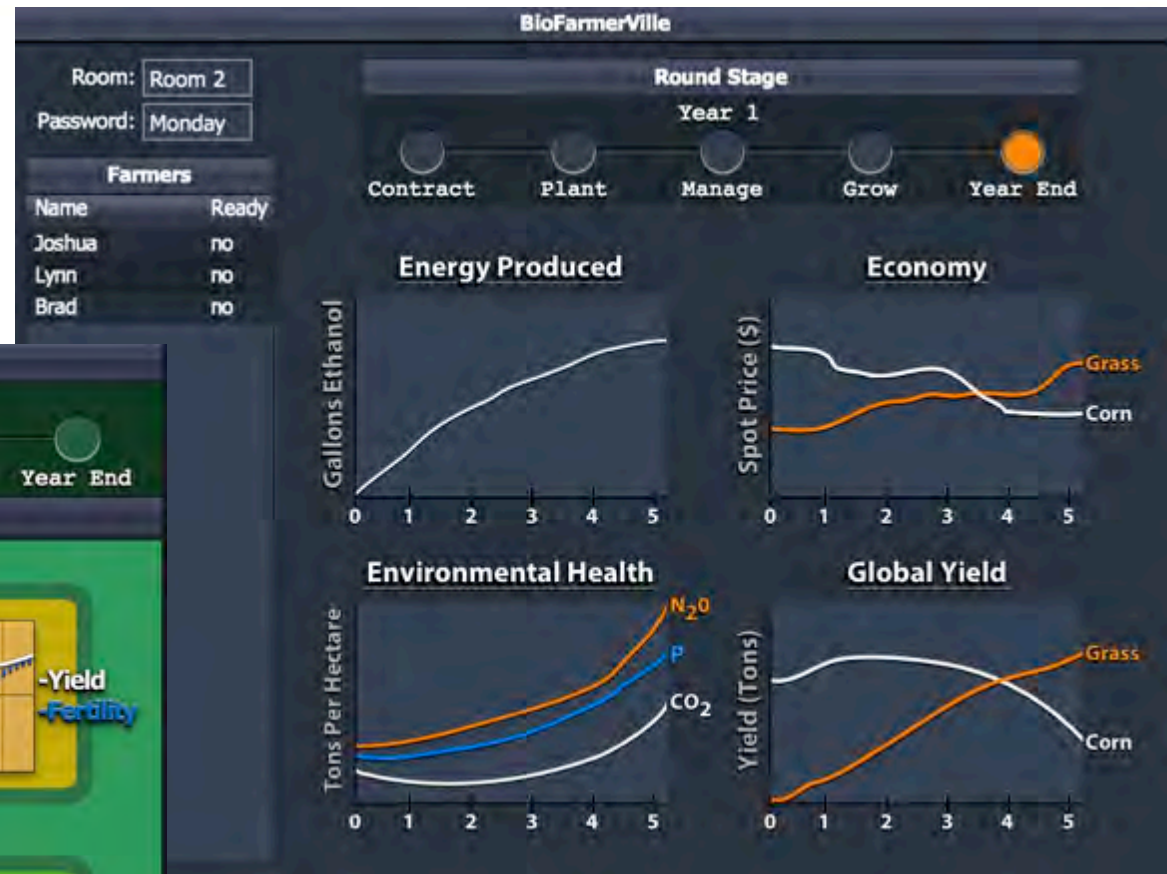 BioFarmerVille
Room: Room 2
Password: Monday
Farmers
Name Ready
Joshua no
Lynn no
Brad no
Round Stage
Year 1
Contract Plant Manage Grow Year End
Energy Produced
Gallons Ethanol
0 1 2 3 4 5
Economy
Spot Price ($)
Grass
Corn
0 1 2 3 4 5
Environmental Health
Tons Per Hectare
N₂0
P
CO₂
0 1 2 3 4 5
Global Yield
Yield (Tons)
Grass
Corn
0 1 2 3 4 5
Year End
-Yield
-Fertility